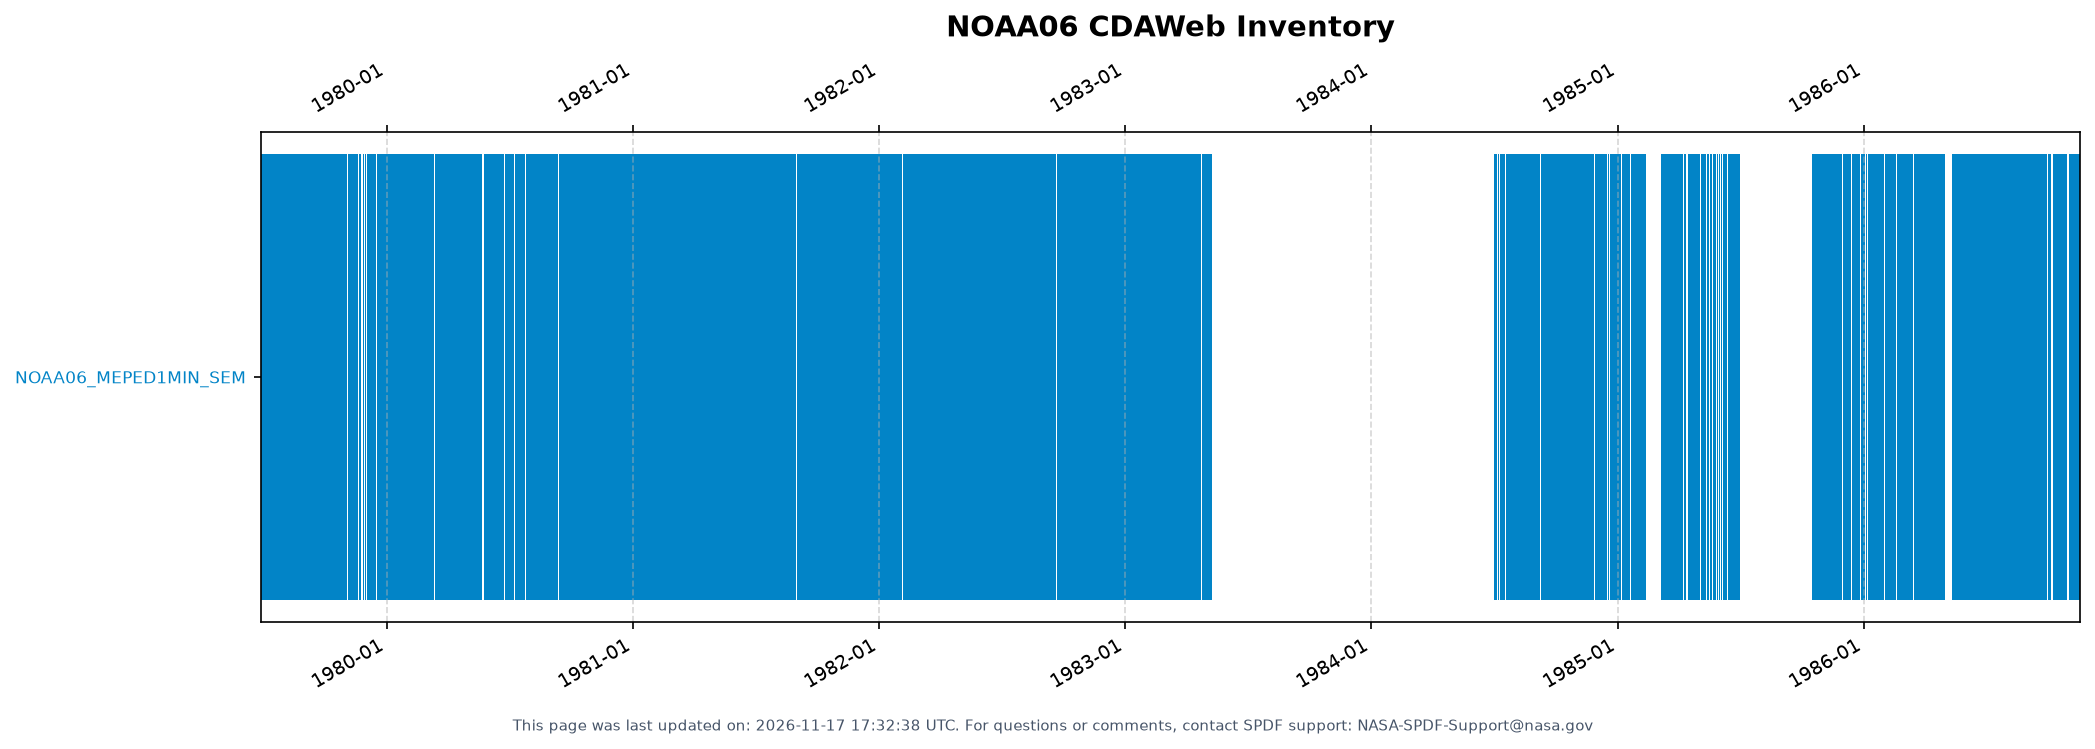 NOAA06 CDAWeb Inventory
1980-01 1981-01 1982-01 1983-01 1984-01 1985-01 1986-01
NOAA06_MEPED1MIN_SEM
1980-01 1981-01 1982-01 1983-01 1984-01 1985-01 1986-01
This page was last updated on: 2026-11-17 17:32:38 UTC. For questions or comments, contact SPDF support: NASA-SPDF-Support@nasa.gov